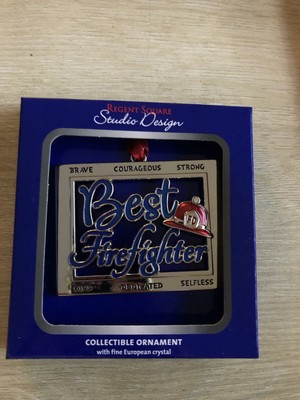 REGENT SQUARE
Studio Design
BRAVE COURAGEOUS STRONG
Best
FD
Firefighter
DEDICATED SELFLESS
COLLECTIBLE ORNAMENT
with fine European crystal